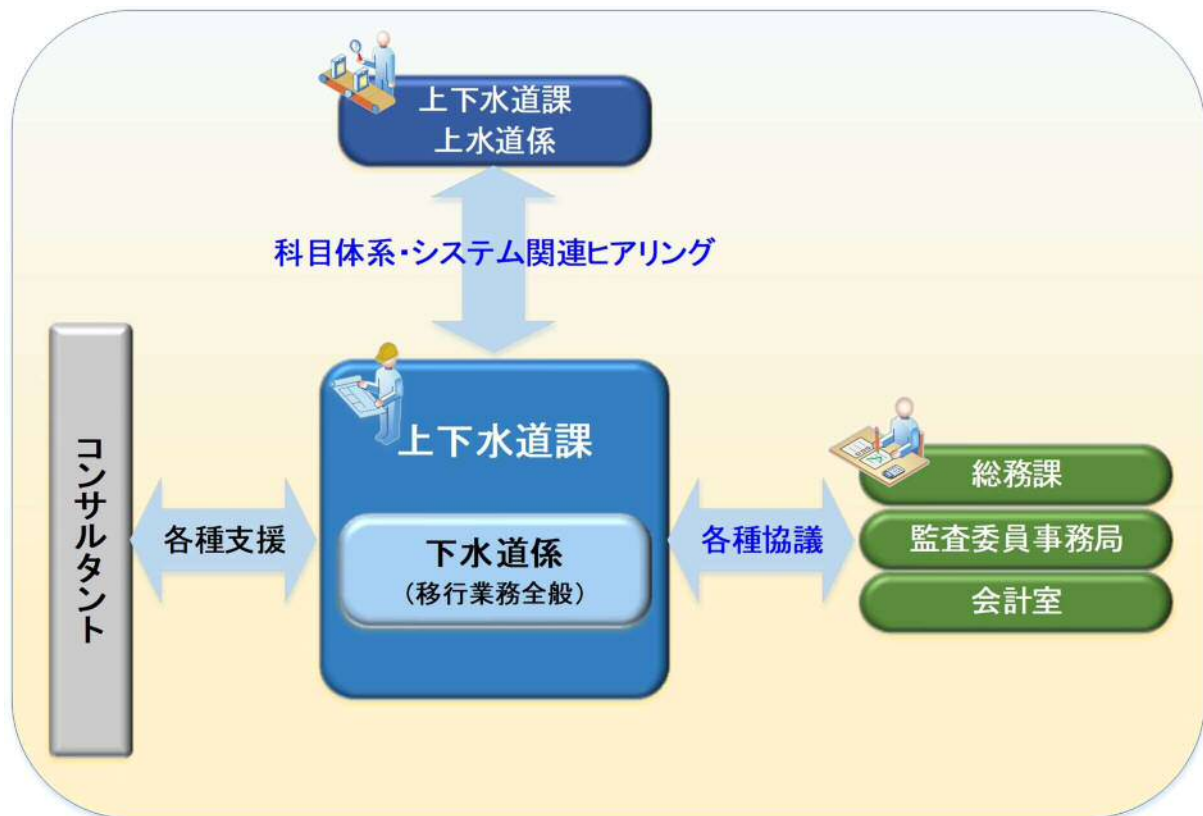 上下水道課
上水道係
科目体系・システム関連ヒアリング
コンサルタント
各種支援
上下水道課
下水道係
（移行業務全般）
各種協議
総務課
監査委員事務局
会計室